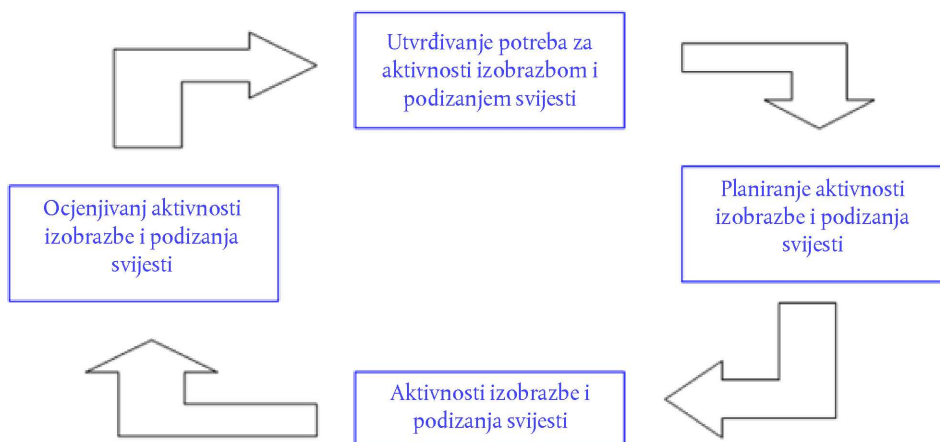 Utvrđivanje potreba za
aktivnosti izobrazbom i
podizanjem svijesti
Planiranje aktivnosti
izobrazbe i podizanja
svijesti
Aktivnosti izobrazbe i
podizanja svijesti
Ocjenjivanj aktivnosti
izobrazbe i podizanja
svijesti